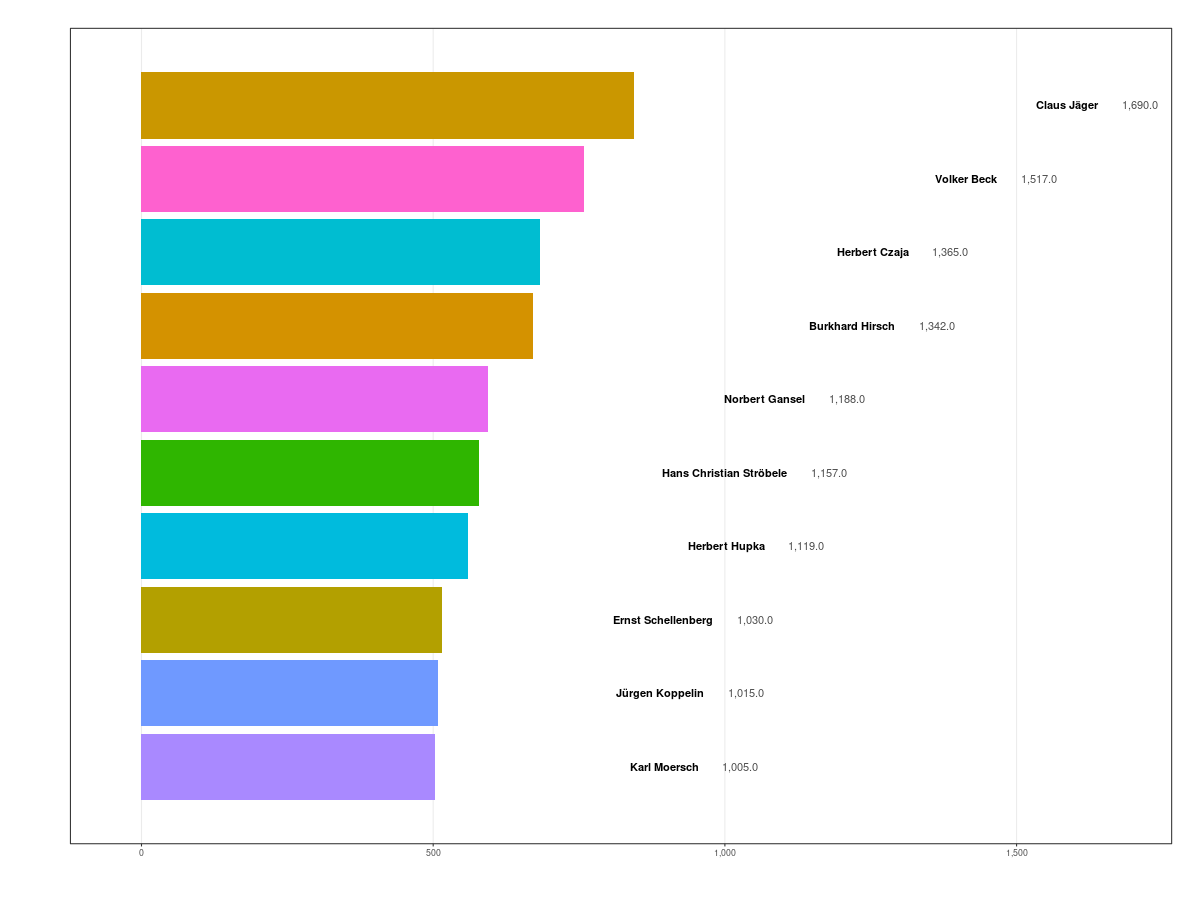 Claus Jäger 1,690.0
Volker Beck 1,517.0
Herbert Czaja 1,365.0
Burkhard Hirsch 1,342.0
Norbert Gansel 1,188.0
Hans Christian Ströbele 1,157.0
Herbert Hupka 1,119.0
Ernst Schellenberg 1,030.0
Jürgen Koppelin 1,015.0
Karl Moersch 1,005.0
0 500 1,000 1,500